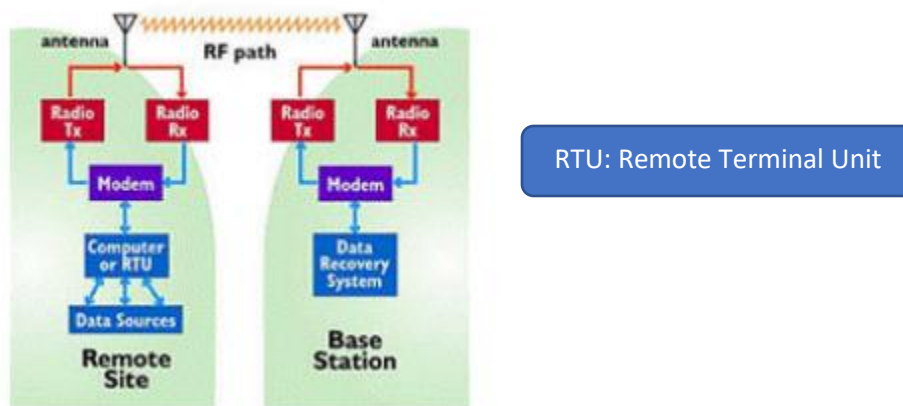 antenna
RF path
antenna
Radio
Tx
Radio
Rx
Radio
Tx
Radio
Rx
Modem
Modem
Computer
or RTU
Data
Recovery
System
Data Sources
Remote
Site
Base
Station
RTU: Remote Terminal Unit